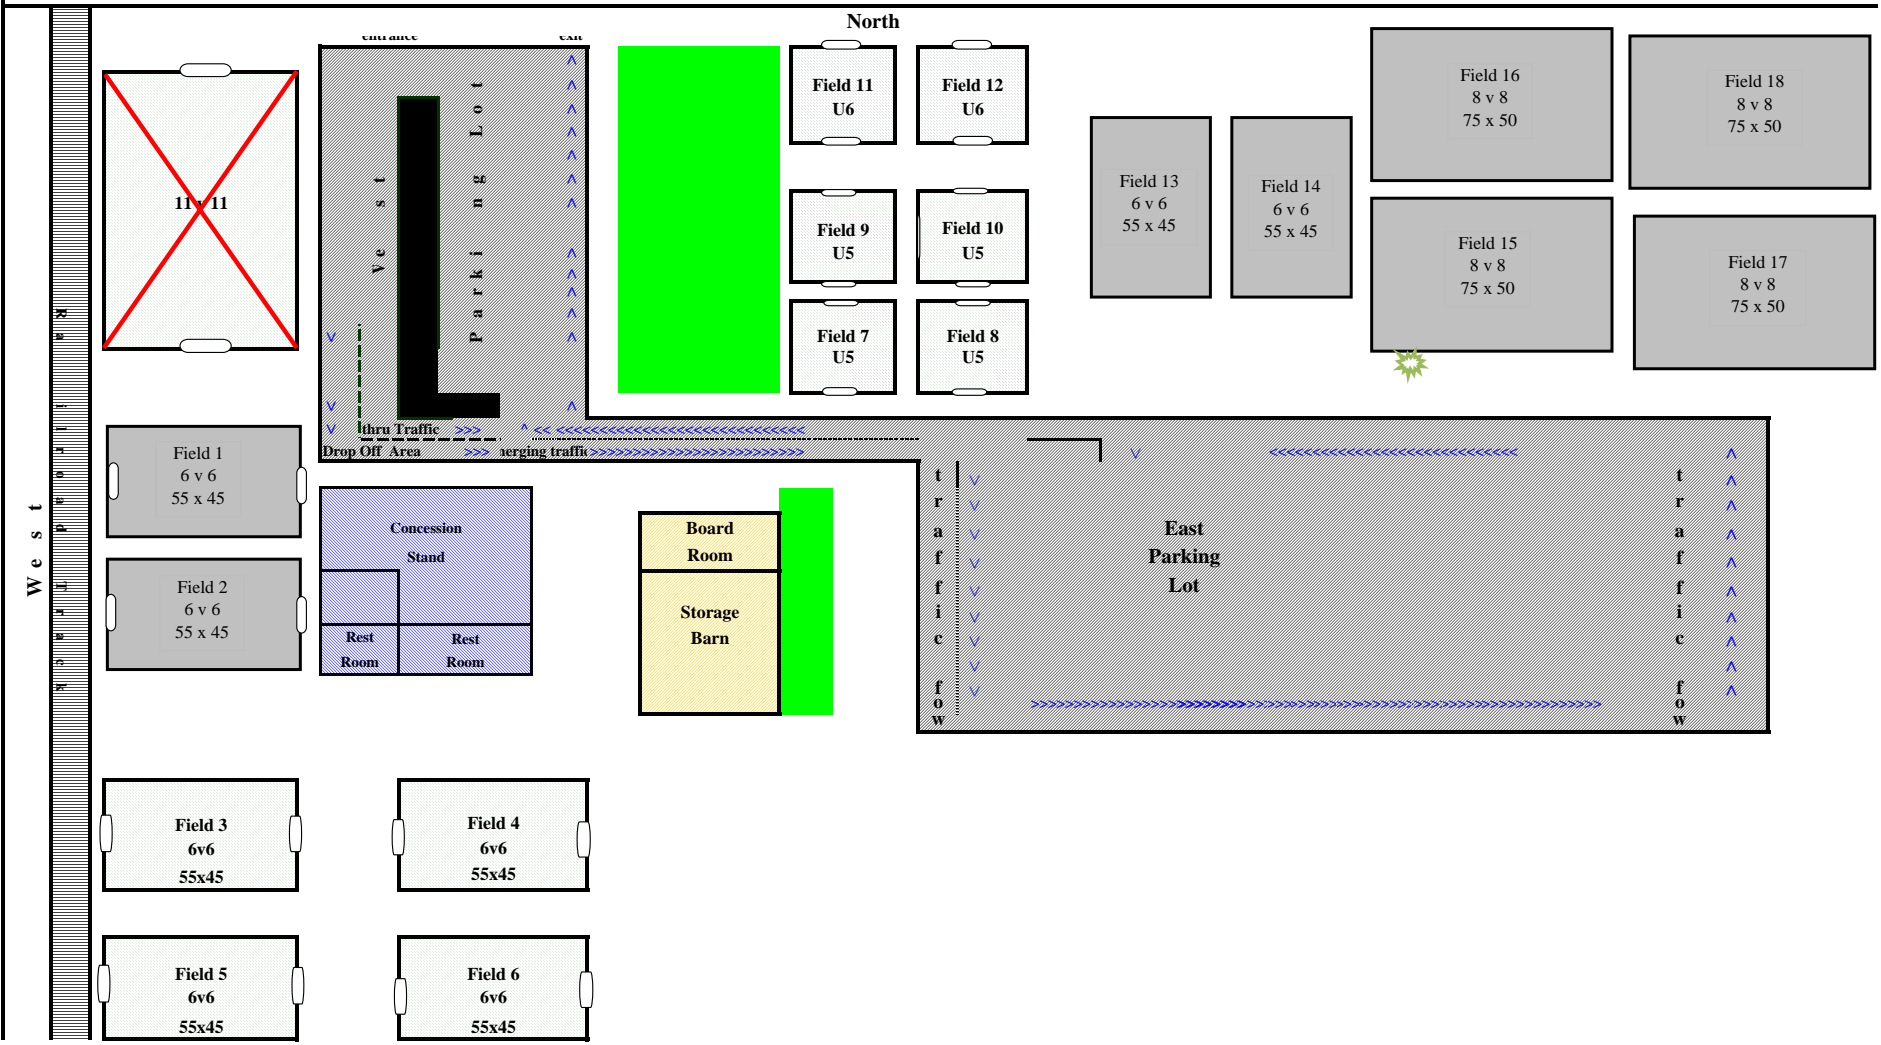 North
entrance
exit
11 v 11
West
Parking Lot
Field 11
U6
Field 12
U6
Field 9
U5
Field 10
U5
Field 7
U5
Field 8
U5
Field 13
6 v 6
55 x 45
Field 14
6 v 6
55 x 45
Field 16
8 v 8
75 x 50
Field 18
8 v 8
75 x 50
Field 15
8 v 8
75 x 50
Field 17
8 v 8
75 x 50
West
Railroad Track
Field 1
6 v 6
55 x 45
Field 2
6 v 6
55 x 45
thru Traffic >>> ^ << <<<<<<<<<<<<<<<<<<<<<<<<<<<<
Drop Off Area >>> nerging traffic >>>>>>>>>>>>>>>>>>>>>>>>>
Concession
Stand
Rest
Room
Rest
Room
Board
Room
Storage
Barn
traffic fow
East
Parking
Lot
traffic fow
Field 3
6v6
55x45
Field 4
6v6
55x45
Field 5
6v6
55x45
Field 6
6v6
55x45